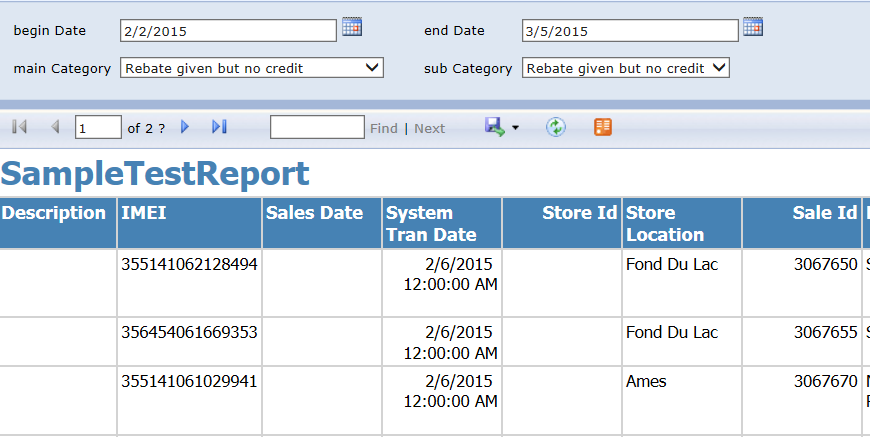 begin Date 2/2/2015 end Date 3/5/2015
main Category Rebate given but no credit sub Category Rebate given but no credit
1 of 2 ? Find | Next
SampleTestReport
Description IMEI Sales Date System Tran Date Store Id Store Location Sale Id
355141062128494 2/6/2015 12:00:00 AM Fond Du Lac 3067650
356454061669353 2/6/2015 12:00:00 AM Fond Du Lac 3067655
355141061029941 2/6/2015 12:00:00 AM Ames 3067670